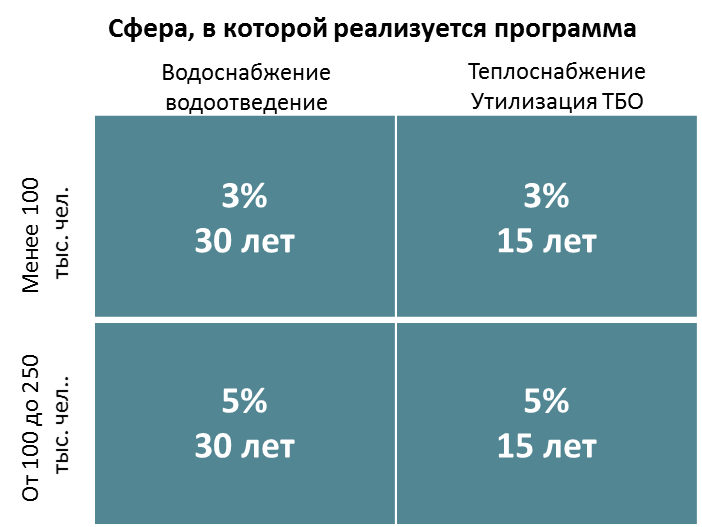 Сфера, в которой реализуется программа
Водоснабжение
водоотведение
Теплоснабжение
Утилизация ТБО
Менее 100
тыс. чел.
3%
30 лет
3%
15 лет
От 100 до 250
тыс. чел..
5%
30 лет
5%
15 лет